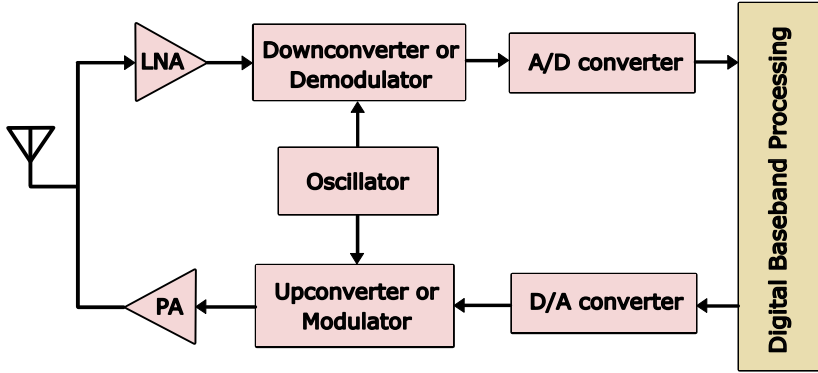 LNA
Downconverter or
Demodulator
A/D converter
Oscillator
PA
Upconverter or
Modulator
D/A converter
Digital Baseband Processing